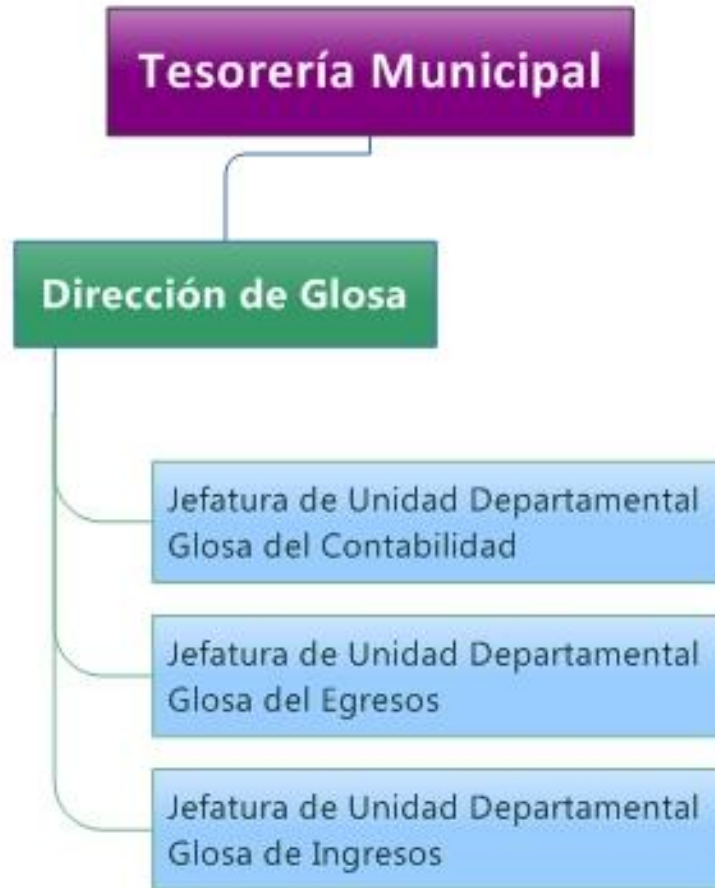 Tesorería Municipal
Dirección de Glosa
Jefatura de Unidad Departamental
Glosa del Contabilidad
Jefatura de Unidad Departamental
Glosa del Egresos
Jefatura de Unidad Departamental
Glosa de Ingresos